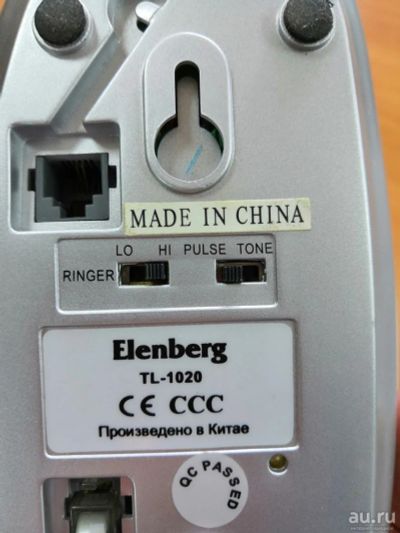 MADE IN CHINA
LO HI PULSE TONE
RINGER
Elenberg
TL-1020
CE CCC
Произведено в Китае
QC PASSED
au.ru